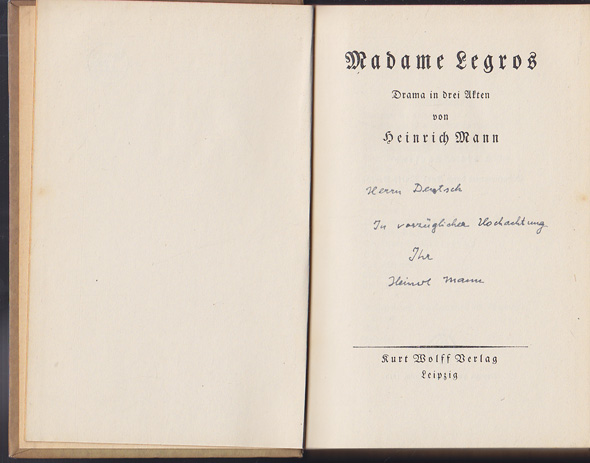 Madame Legros
Drama in drei Akten
von
Heinrich Mann
Herrn Deutsch
In vorzüglicher Hochachtung
Ihr
Heinrich Mann
Kurt Wolff Verlag
Leipzig